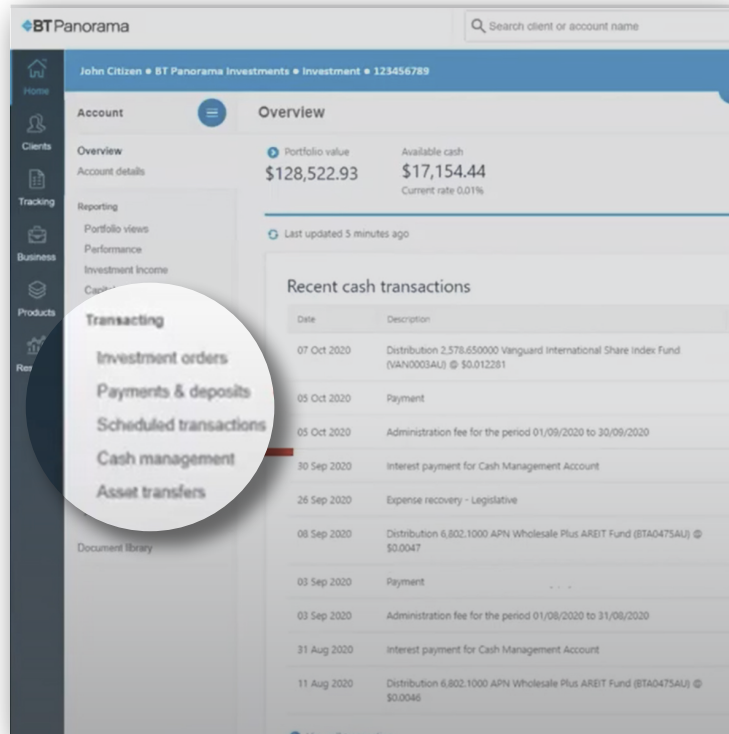 BT Panorama
Search client or account name
John Citizen • BT Panorama Investments • Investment • 123456789
Home
Clients
Tracking
Business
Products
Account
Overview
Account details
Reporting
Portfolio views
Performance
Investment income
Transacting
Investment orders
Payments & deposits
Scheduled transactions
Cash management
Asset transfers
Document library
Overview
Portfolio value
$128,522.93
Available cash
$17,154.44
Current rate 0.01%
Last updated 5 minutes ago
Recent cash transactions
Date Description
07 Oct 2020 Distribution 2,578.650000 Vanguard International Share Index Fund
(VAN0003AU) @ $0.012281
05 Oct 2020 Payment
05 Oct 2020 Administration fee for the period 01/09/2020 to 30/09/2020
30 Sep 2020 Interest payment for Cash Management Account
26 Sep 2020 Expense recovery - Legislative
08 Sep 2020 Distribution 6,802.1000 APN Wholesale Plus AREIT Fund (BTA0475AU) @
$0.0047
03 Sep 2020 Payment
03 Sep 2020 Administration fee for the period 01/08/2020 to 31/08/2020
31 Aug 2020 Interest payment for Cash Management Account
11 Aug 2020 Distribution 6,802.1000 APN Wholesale Plus AREIT Fund (BTA0475AU) @
$0.0046